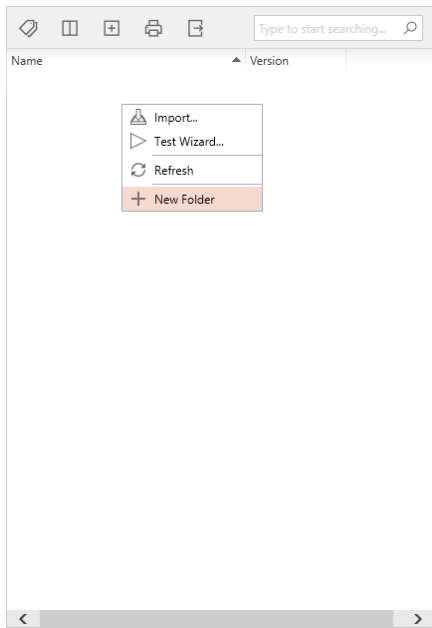 Type to start searching...
Name Version
Import...
Test Wizard...
Refresh
New Folder